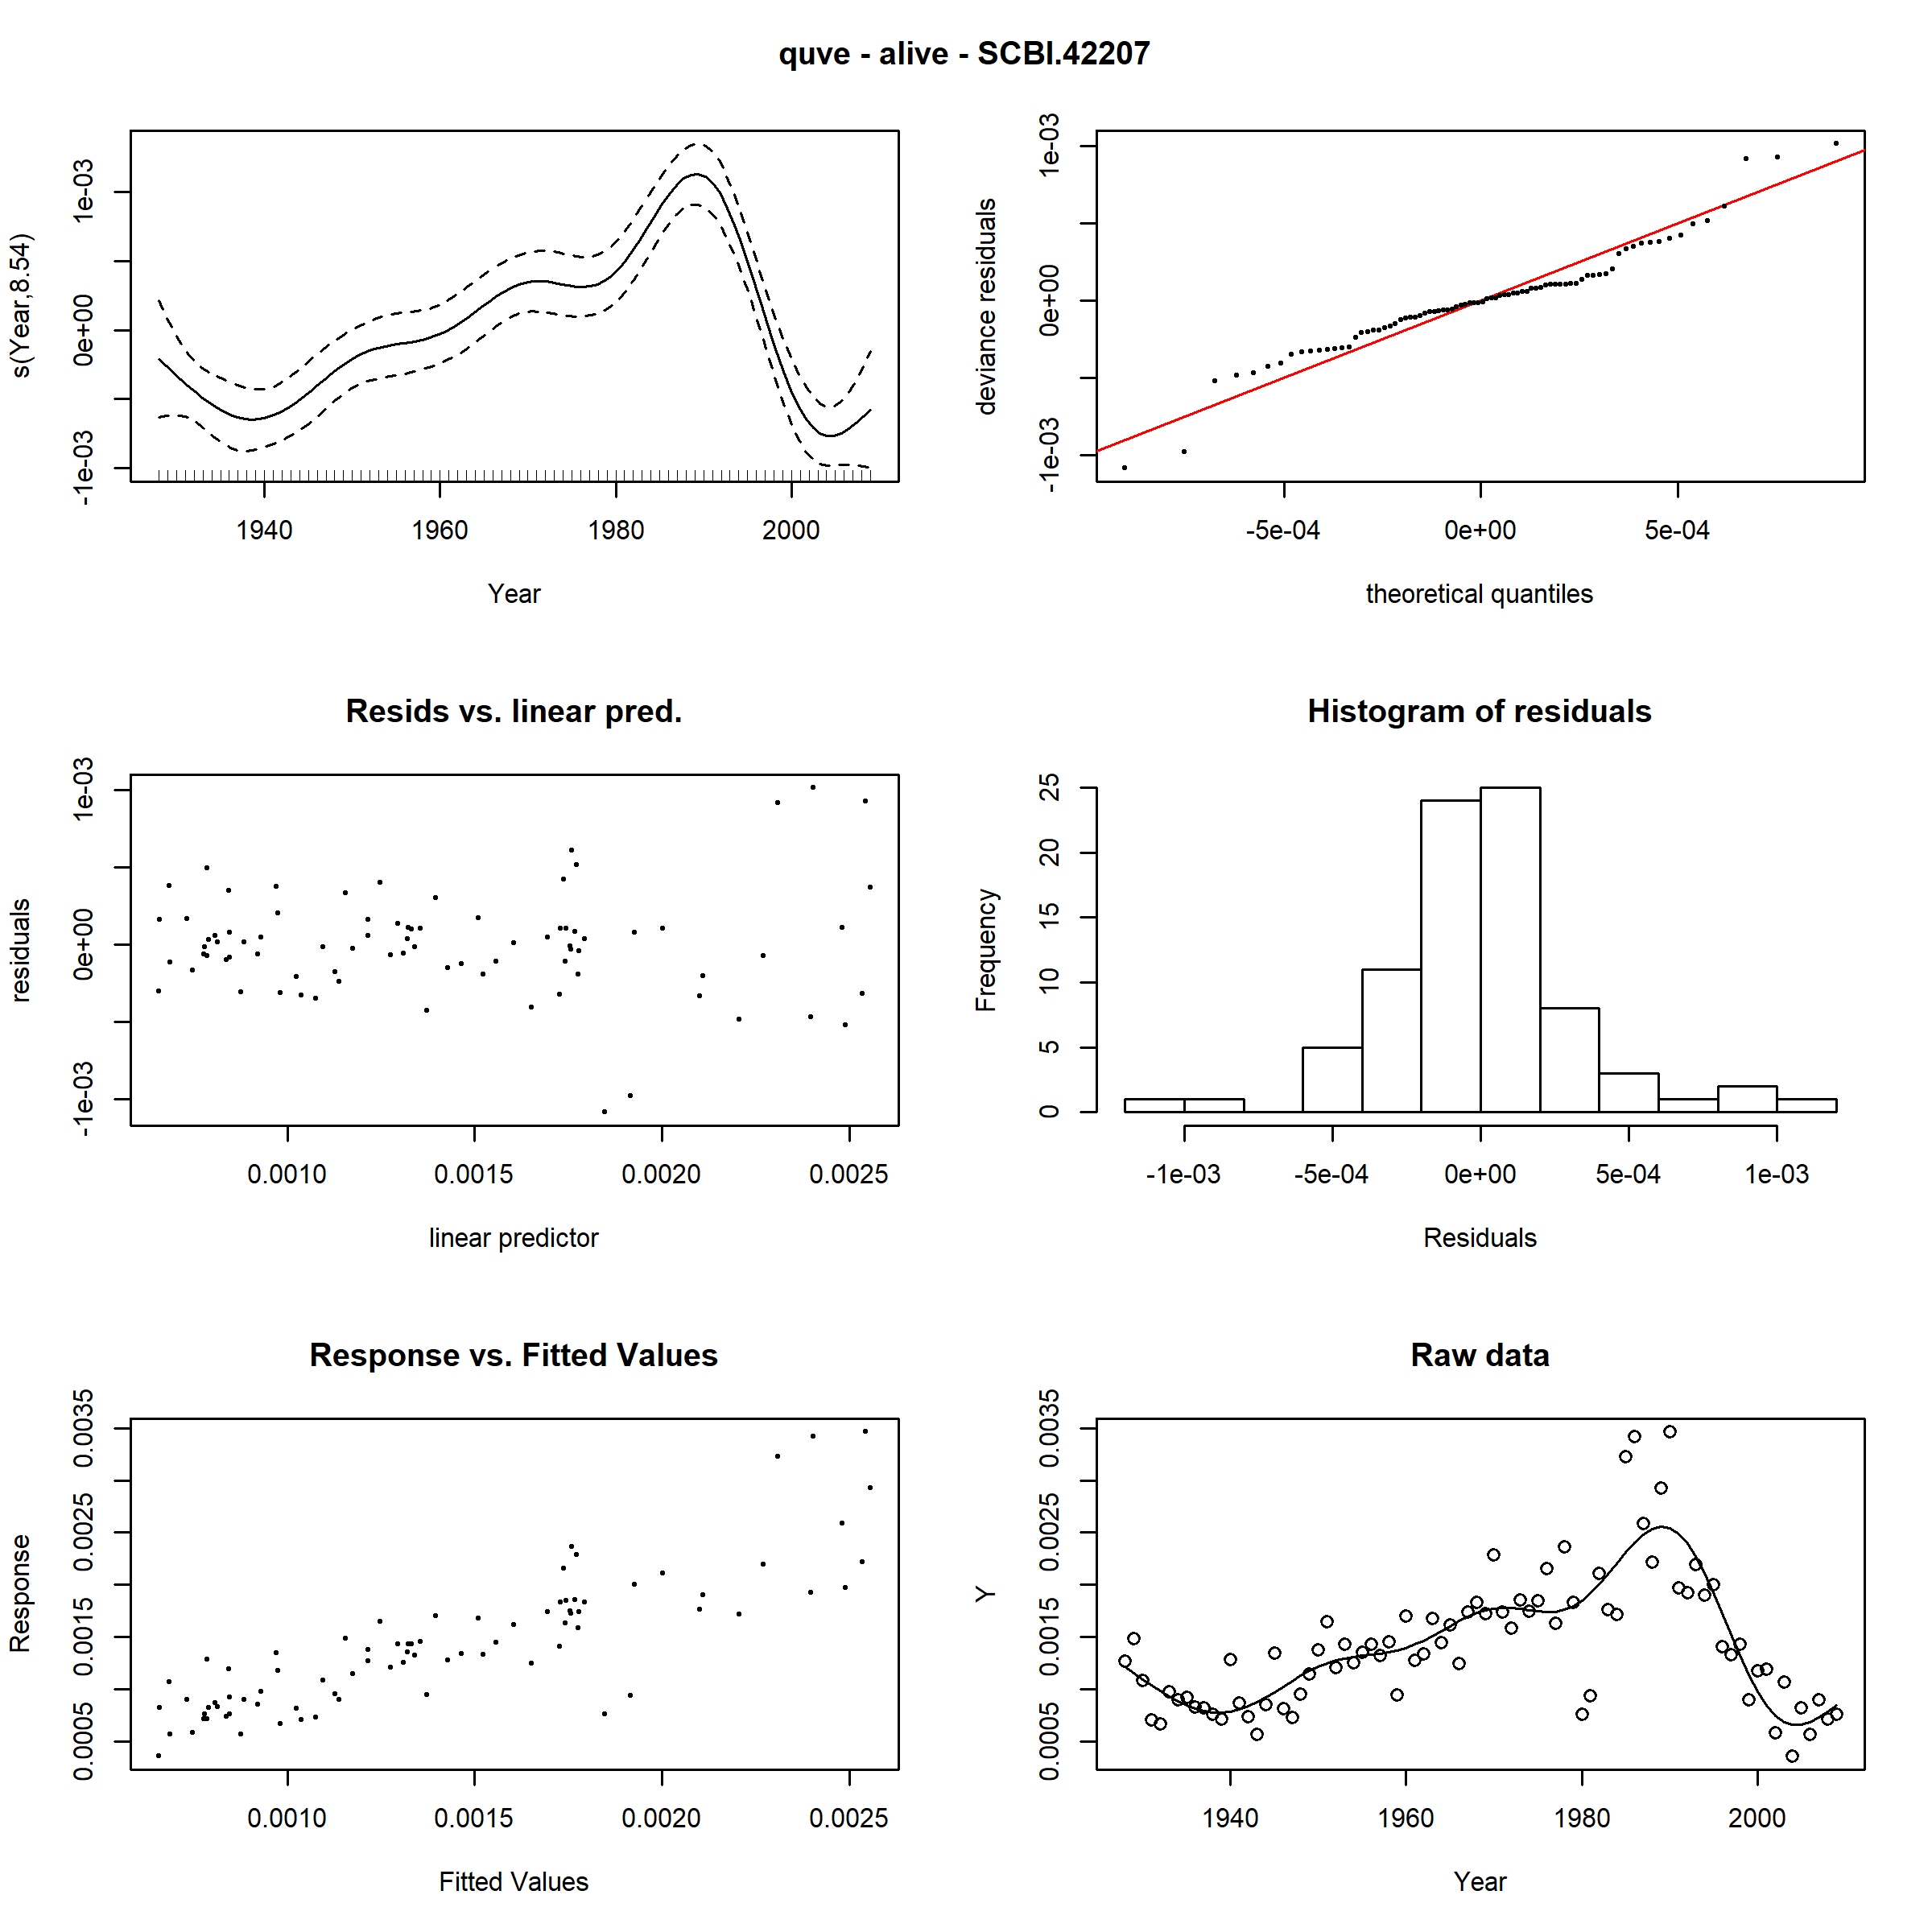 quve - alive - SCBI.42207
s(Year,8.54)
-1e-03 0e+00 1e-03
1940 1960 1980 2000
Year
deviance residuals
-1e-03 0e+00 1e-03
-5e-04 0e+00 5e-04
theoretical quantiles
Resids vs. linear pred.
residuals
-1e-03 0e+00 1e-03
0.0010 0.0015 0.0020 0.0025
linear predictor
Histogram of residuals
Frequency
0 5 10 15 20 25
-1e-03 -5e-04 0e+00 5e-04 1e-03
Residuals
Response vs. Fitted Values
Response
0.0005 0.0015 0.0025 0.0035
0.0010 0.0015 0.0020 0.0025
Fitted Values
Raw data
Y
0.0005 0.0015 0.0025 0.0035
1940 1960 1980 2000
Year